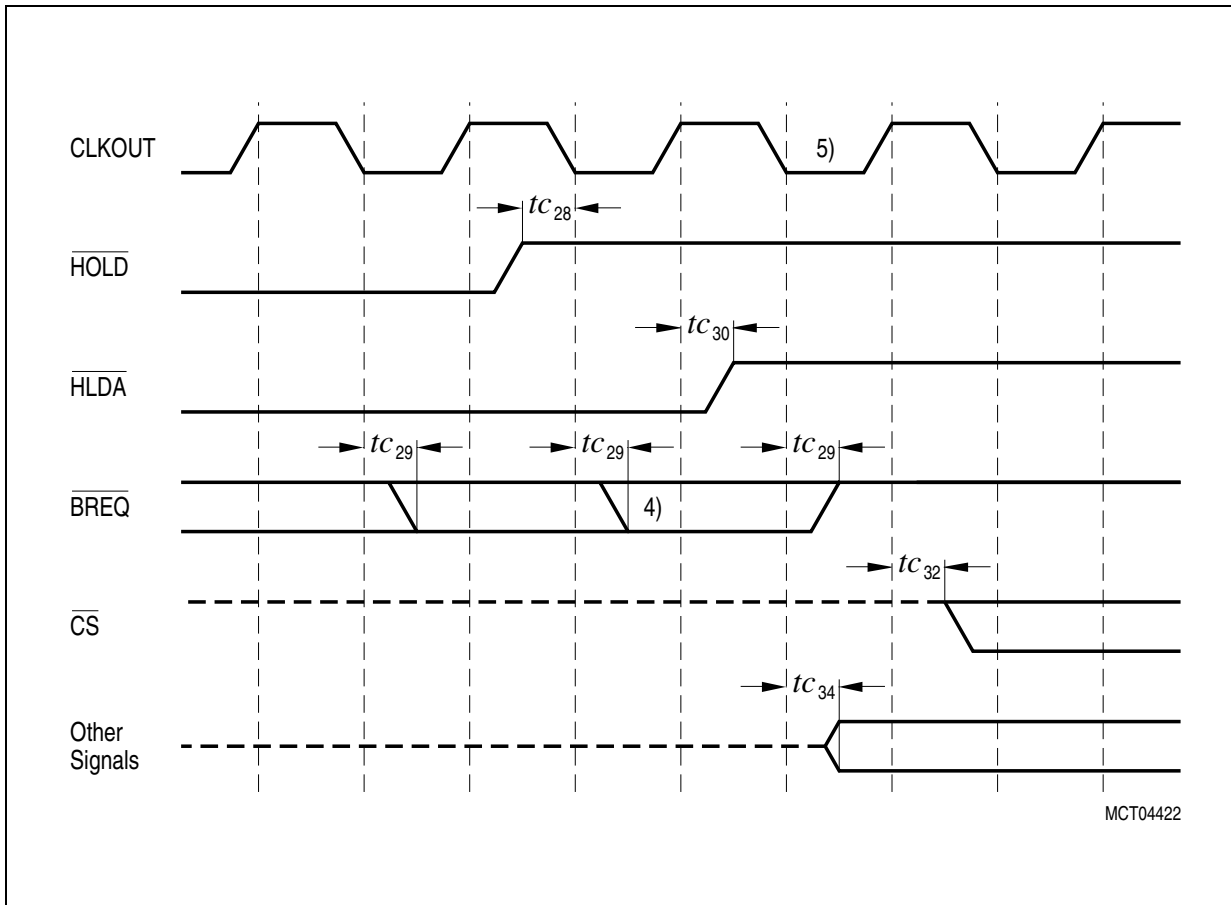 CLKOUT
5)
tc28
HOLD
tc30
HLDA
tc29
tc29
tc29
BREQ
4)
tc32
CS
tc34
Other
Signals
MCT04422